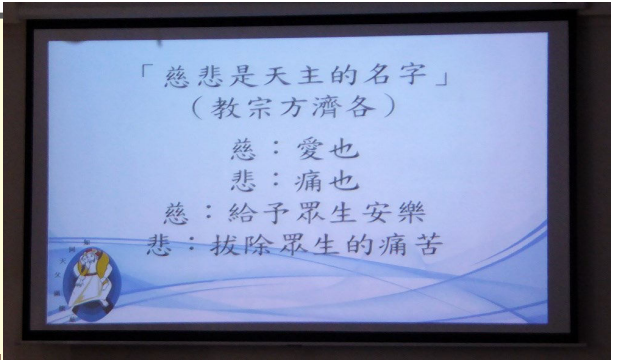 「慈悲是天主的名字」
（教宗方濟各）
慈：愛也
悲：痛也
慈：給予眾生安樂
悲：拔除眾生的痛苦